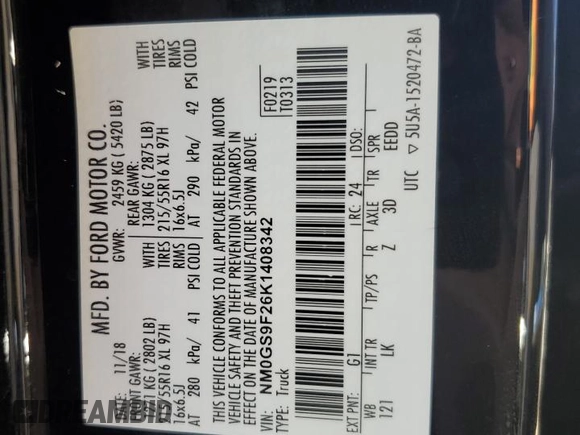 MFD. BY FORD MOTOR CO.
11/18
GVWR: 2459 KG ( 5420 LB)
FRONT GAWR:
KG ( 2802 LB)
55R16 XL 97H
16x6.5J
AT 280 kPa/ 41 PSI COLD
REAR GAWR:
1304 KG ( 2875 LB)
215/55R16 XL 97H
16x6.5J
AT 290 kPa/ 42 PSI COLD
WITH
TIRES
RIMS
WITH
TIRES
RIMS
THIS VEHICLE CONFORMS TO ALL APPLICABLE FEDERAL MOTOR
VEHICLE SAFETY AND THEFT PREVENTION STANDARDS IN
EFFECT ON THE DATE OF MANUFACTURE SHOWN ABOVE.
F0219
T0313
VIN: NM0GS9F26K1408342
TYPE: Truck
EXT PNT: G1 RC: 24 DSO:
WB INT TR TP/PS R AXLE TR SPR
121 LK Z 3D EEDD
UTC ▽ 5U5A-1520472-BA
DREAMBID